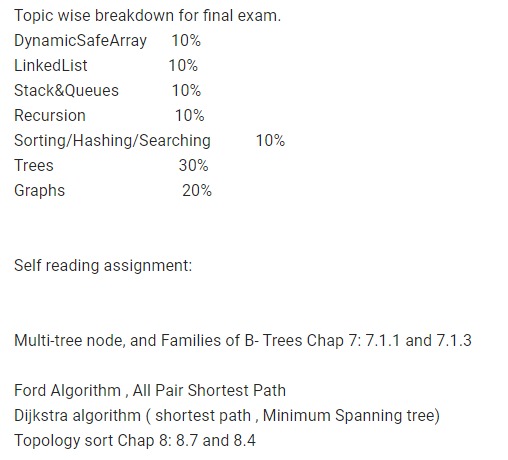 Topic wise breakdown for final exam.
DynamicSafeArray 10%
LinkedList 10%
Stack&Queues 10%
Recursion 10%
Sorting/Hashing/Searching 10%
Trees 30%
Graphs 20%
Self reading assignment:
Multi-tree node, and Families of B- Trees Chap 7: 7.1.1 and 7.1.3
Ford Algorithm , All Pair Shortest Path
Dijkstra algorithm ( shortest path , Minimum Spanning tree)
Topology sort Chap 8: 8.7 and 8.4